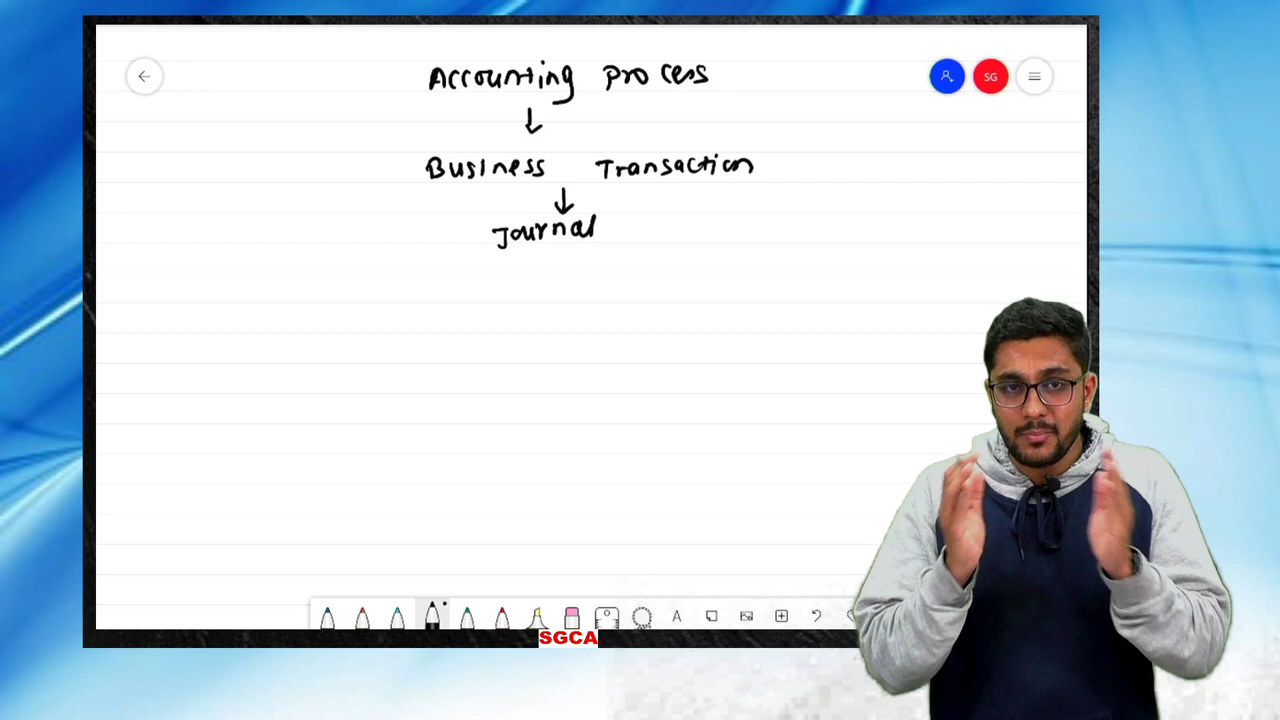 Accounting process
↓
SG
Business Transaction
↓
Journal
A
SGCA